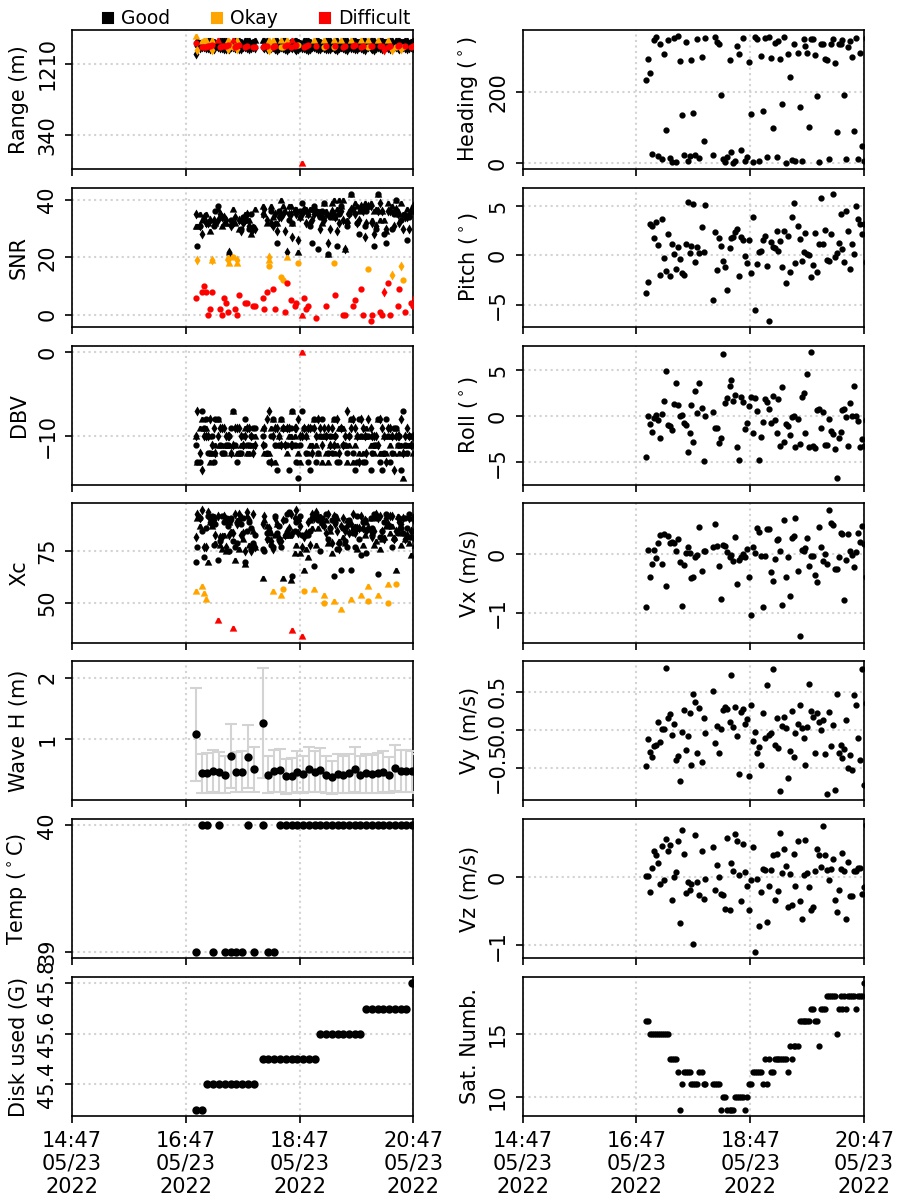 Good Okay Difficult
Range (m)
1210
340
Heading (°)
200
0
SNR
40
20
0
Pitch (°)
5
0
−5
DBV
0
−10
Roll (°)
5
0
−5
Xc
75
50
Vx (m/s)
0
−1
Wave H (m)
2
1
Vy (m/s)
0.5
0.0
−0.5
Temp (°C)
40
39
Vz (m/s)
0
−1
Disk used (G)
45.8
45.6
45.4
Sat. Numb.
15
10
14:47 16:47 18:47 20:47
05/23 05/23 05/23 05/23
2022 2022 2022 2022
14:47 16:47 18:47 20:47
05/23 05/23 05/23 05/23
2022 2022 2022 2022